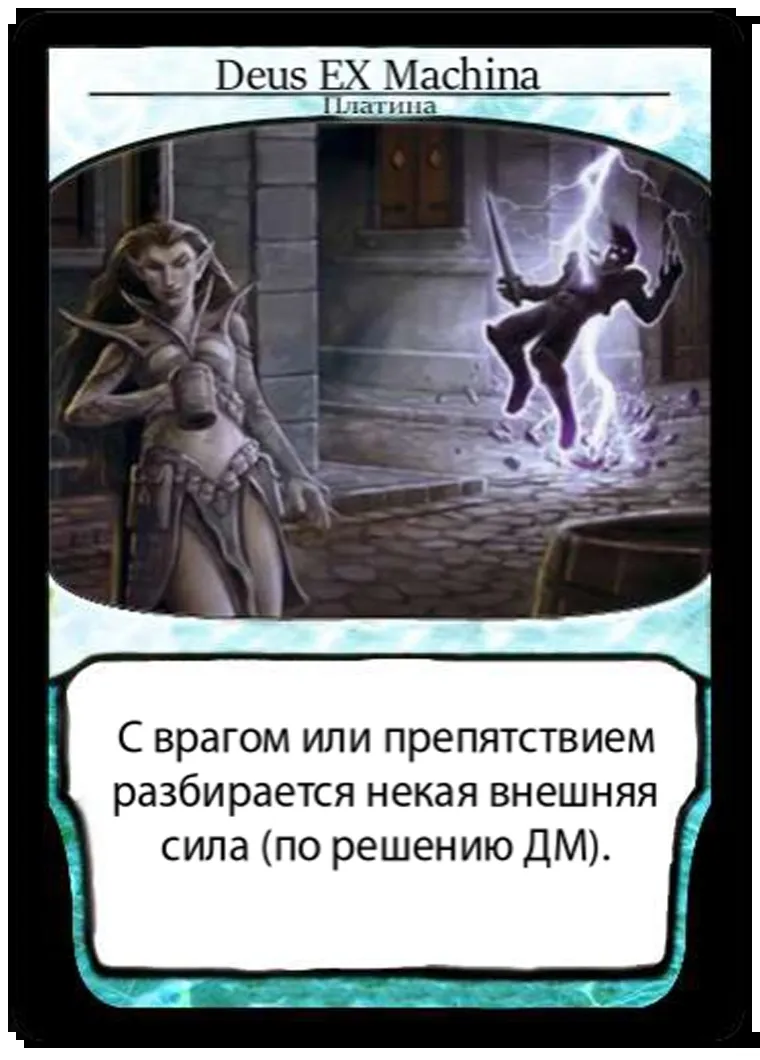 Deus EX Machina
Платина
С врагом или препятствием
разбирается некая внешняя
сила (по решению ДМ).